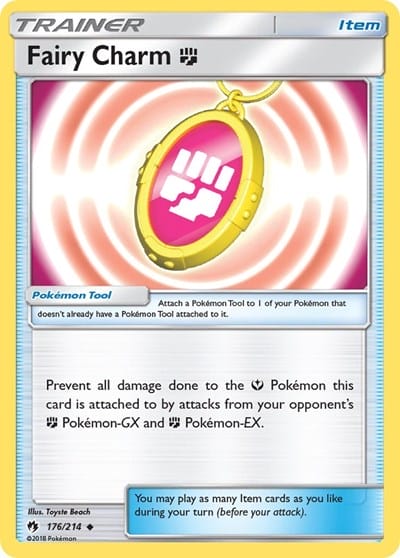 TRAINER Item
Fairy Charm
Pokémon Tool
Attach a Pokémon Tool to 1 of your Pokémon that
doesn't already have a Pokémon Tool attached to it.
Prevent all damage done to the Pokémon this
card is attached to by attacks from your opponent's
Pokémon-GX and Pokémon-EX.
Illus. Toyste Beach
176/214
©2018 Pokémon
You may play as many Item cards as you like
during your turn (before your attack).